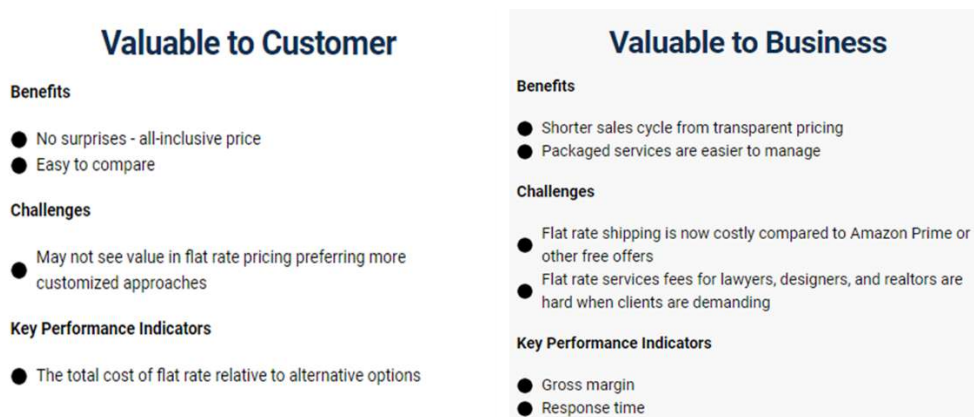 Valuable to Customer
Benefits
No surprises - all-inclusive price
Easy to compare
Challenges
May not see value in flat rate pricing preferring more
customized approaches
Key Performance Indicators
The total cost of flat rate relative to alternative options
Valuable to Business
Benefits
Shorter sales cycle from transparent pricing
Packaged services are easier to manage
Challenges
Flat rate shipping is now costly compared to Amazon Prime or
other free offers
Flat rate services fees for lawyers, designers, and realtors are
hard when clients are demanding
Key Performance Indicators
Gross margin
Response time